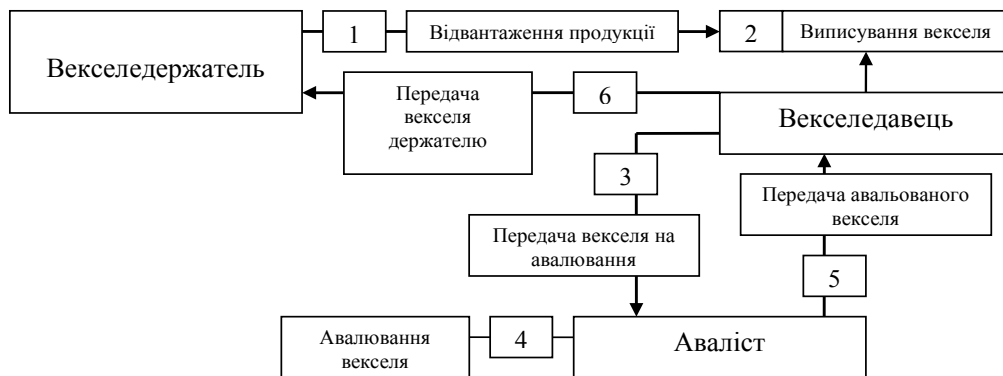 1
Відвантаження продукції
2
Виписування векселя
Векселедержатель
Передача
векселя
держателю
6
Векселедавець
3
Передача авальованого
векселя
Передача векселя на
авалювання
5
Авалювання
векселя
4
Аваліст